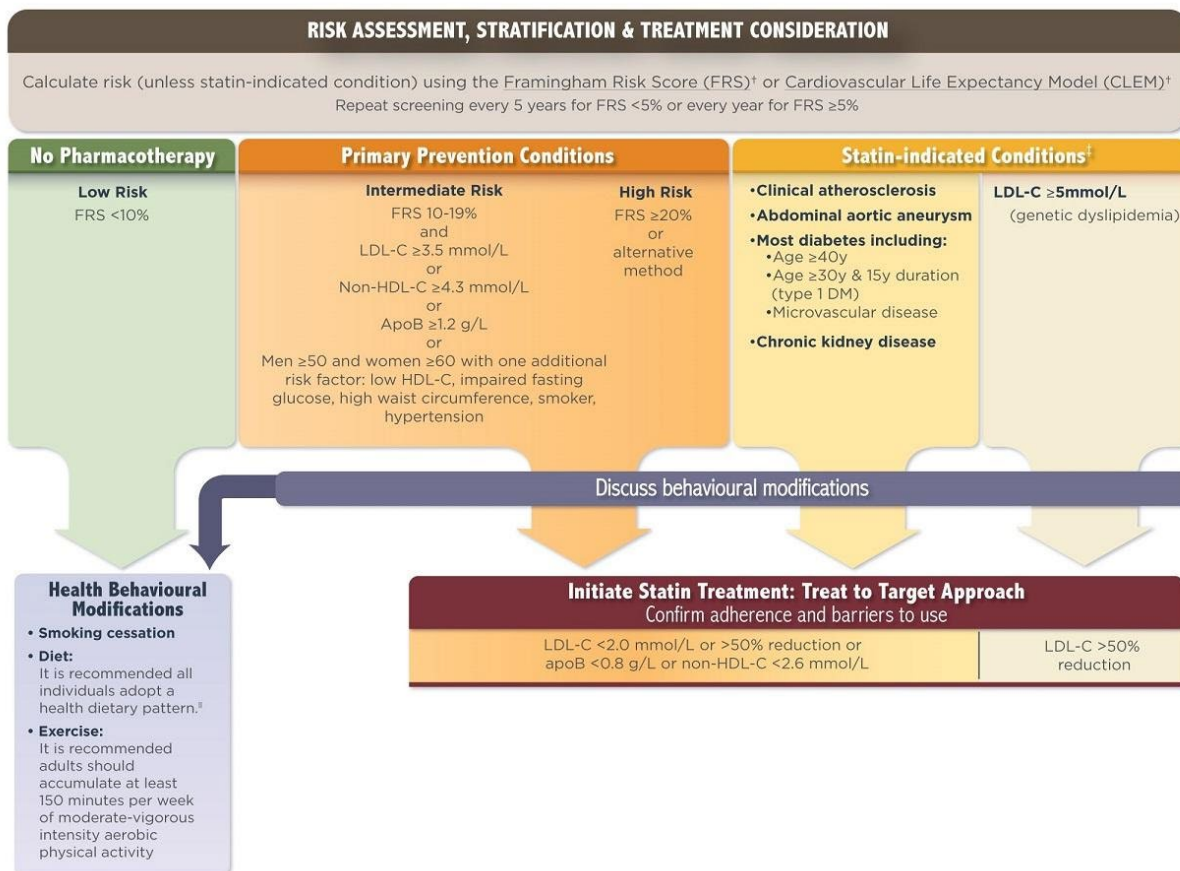 RISK ASSESSMENT, STRATIFICATION & TREATMENT CONSIDERATION
Calculate risk (unless statin-indicated condition) using the Framingham Risk Score (FRS)† or Cardiovascular Life Expectancy Model (CLEM)†
Repeat screening every 5 years for FRS <5% or every year for FRS ≥5%
No Pharmacotherapy
Low Risk
FRS <10%
Primary Prevention Conditions
Intermediate Risk
FRS 10-19%
and
LDL-C ≥3.5 mmol/L
or
Non-HDL-C ≥4.3 mmol/L
or
ApoB ≥1.2 g/L
or
Men ≥50 and women ≥60 with one additional
risk factor: low HDL-C, impaired fasting
glucose, high waist circumference, smoker,
hypertension
High Risk
FRS ≥20%
or
alternative
method
Statin-indicated Conditions‡
•Clinical atherosclerosis
•Abdominal aortic aneurysm
•Most diabetes including:
•Age ≥40y
•Age ≥30y & 15y duration
(type 1 DM)
•Microvascular disease
•Chronic kidney disease
LDL-C ≥5mmol/L
(genetic dyslipidemia)
Discuss behavioural modifications
Health Behavioural
Modifications
• Smoking cessation
• Diet:
It is recommended all
individuals adopt a
health dietary pattern.
• Exercise:
It is recommended
adults should
accumulate at least
150 minutes per week
of moderate-vigorous
intensity aerobic
physical activity
Initiate Statin Treatment: Treat to Target Approach
Confirm adherence and barriers to use
LDL-C <2.0 mmol/L or >50% reduction or
apoB <0.8 g/L or non-HDL-C <2.6 mmol/L
LDL-C >50%
reduction